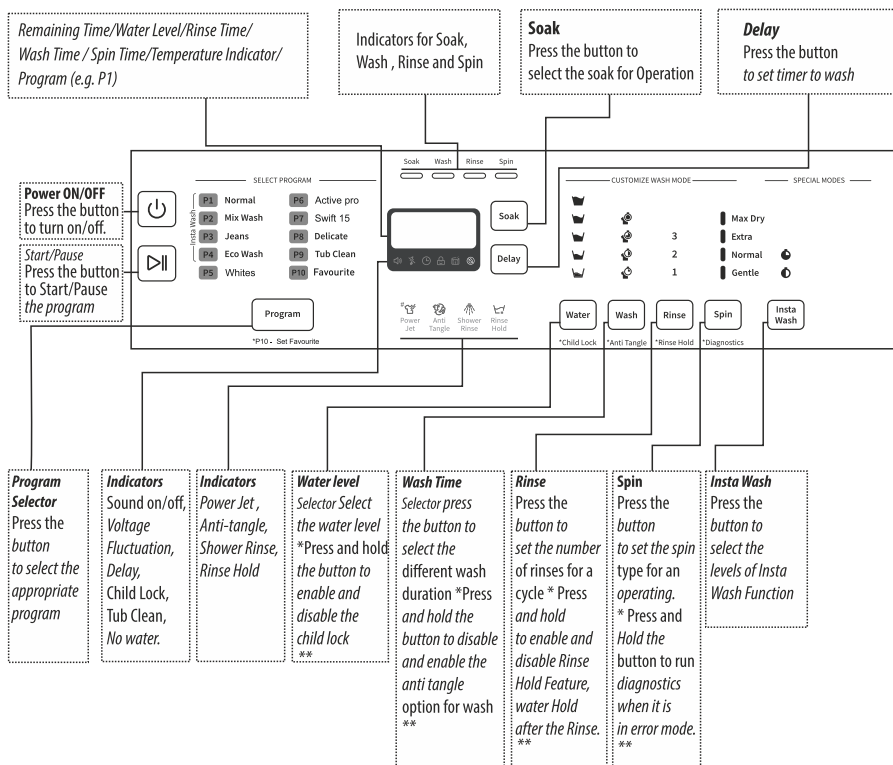 Remaining Time/Water Level/Rinse Time/
Wash Time / Spin Time/Temperature Indicator/
Program (e.g. P1)
Indicators for Soak,
Wash , Rinse and Spin
Soak
Press the button to
select the soak for Operation
Delay
Press the button
to set timer to wash
Power ON/OFF
Press the button
to turn on/off.
Start/Pause
Press the button
to Start/Pause
the program
SELECT PROGRAM
Insta Wash
P1 Normal
P2 Mix Wash
P3 Jeans
P4 Eco Wash
P5 Whites
P6 Active pro
P7 Swift 15
P8 Delicate
P9 Tub Clean
P10 Favourite
Program
*P10 - Set Favourite
Soak Wash Rinse Spin
Soak
Delay
#
Power
Jet
Anti
Tangle
Shower
Rinse
Rinse
Hold
CUSTOMIZE WASH MODE
SPECIAL MODES
3
2
1
Max Dry
Extra
Normal
Gentle
Water
Wash
Rinse
Spin
Insta
Wash
*Child Lock
*Anti Tangle
*Rinse Hold
*Diagnostics
Program
Selector
Press the
button
to select the
appropriate
program
Indicators
Sound on/off,
Voltage
Fluctuation,
Delay,
Child Lock,
Tub Clean,
No water.
Indicators
Power Jet ,
Anti-tangle,
Shower Rinse,
Rinse Hold
Water level
Selector Select
the water level
*Press and hold
the button to
enable and
disable the
child lock
**
Wash Time
Selector press
the button to
select the
different wash
duration *Press
and hold the
button to disable
and enable the
anti tangle
option for wash
**
Rinse
Press the
button to
set the number
of rinses for a
cycle * Press
and hold
to enable and
disable Rinse
Hold Feature,
water Hold
after the Rinse.
**
Spin
Press the
button
to set the spin
type for an
operating.
* Press and
Hold the
button to run
diagnostics
when it is
in error mode.
**
Insta Wash
Press the
button to
select the
levels of Insta
Wash Function